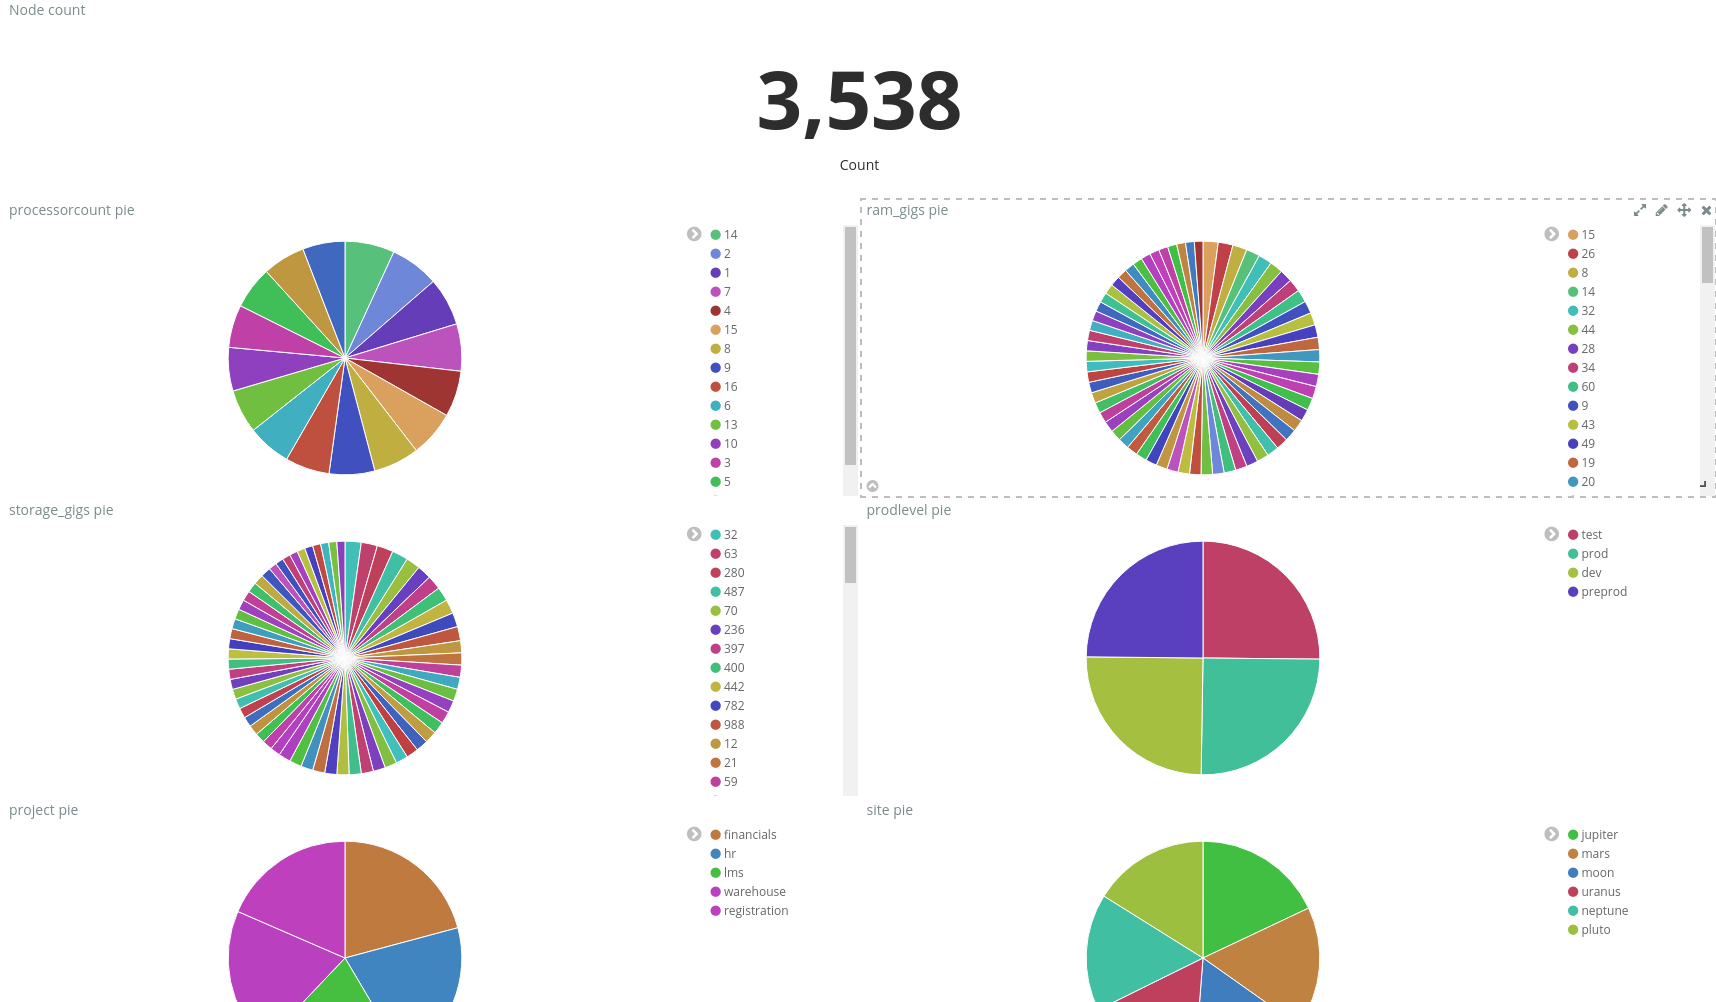 Node count
3,538
Count
processorcount pie
14
2
1
7
4
15
8
9
16
6
13
10
3
5
ram_gigs pie
15
26
8
14
32
44
28
34
60
9
43
49
19
20
storage_gigs pie
32
63
280
487
70
236
397
400
442
782
988
12
21
59
prodlevel pie
test
prod
dev
preprod
project pie
financials
hr
lms
warehouse
registration
site pie
jupiter
mars
moon
uranus
neptune
pluto